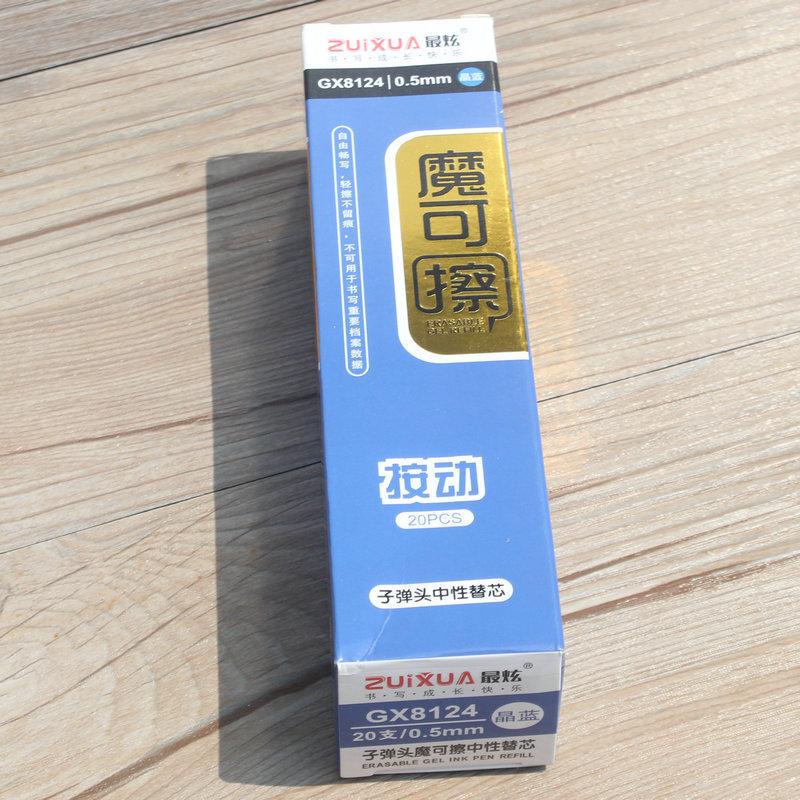 ZUiXUA 最炫®
书·写·成·长·快·乐
GX8124|0.5mm 晶蓝
自由畅写，轻擦不留痕，不可用于书写重要档案数据
魔可擦
ERASABLE
GEL REFILL
按动
20PCS
子弹头中性替芯
ZUiXUA 最炫®
书·写·成·长·快·乐
GX8124
20支/0.5mm
晶蓝
子弹头魔可擦中性替芯
ERASABLE GEL INK PEN REFILL